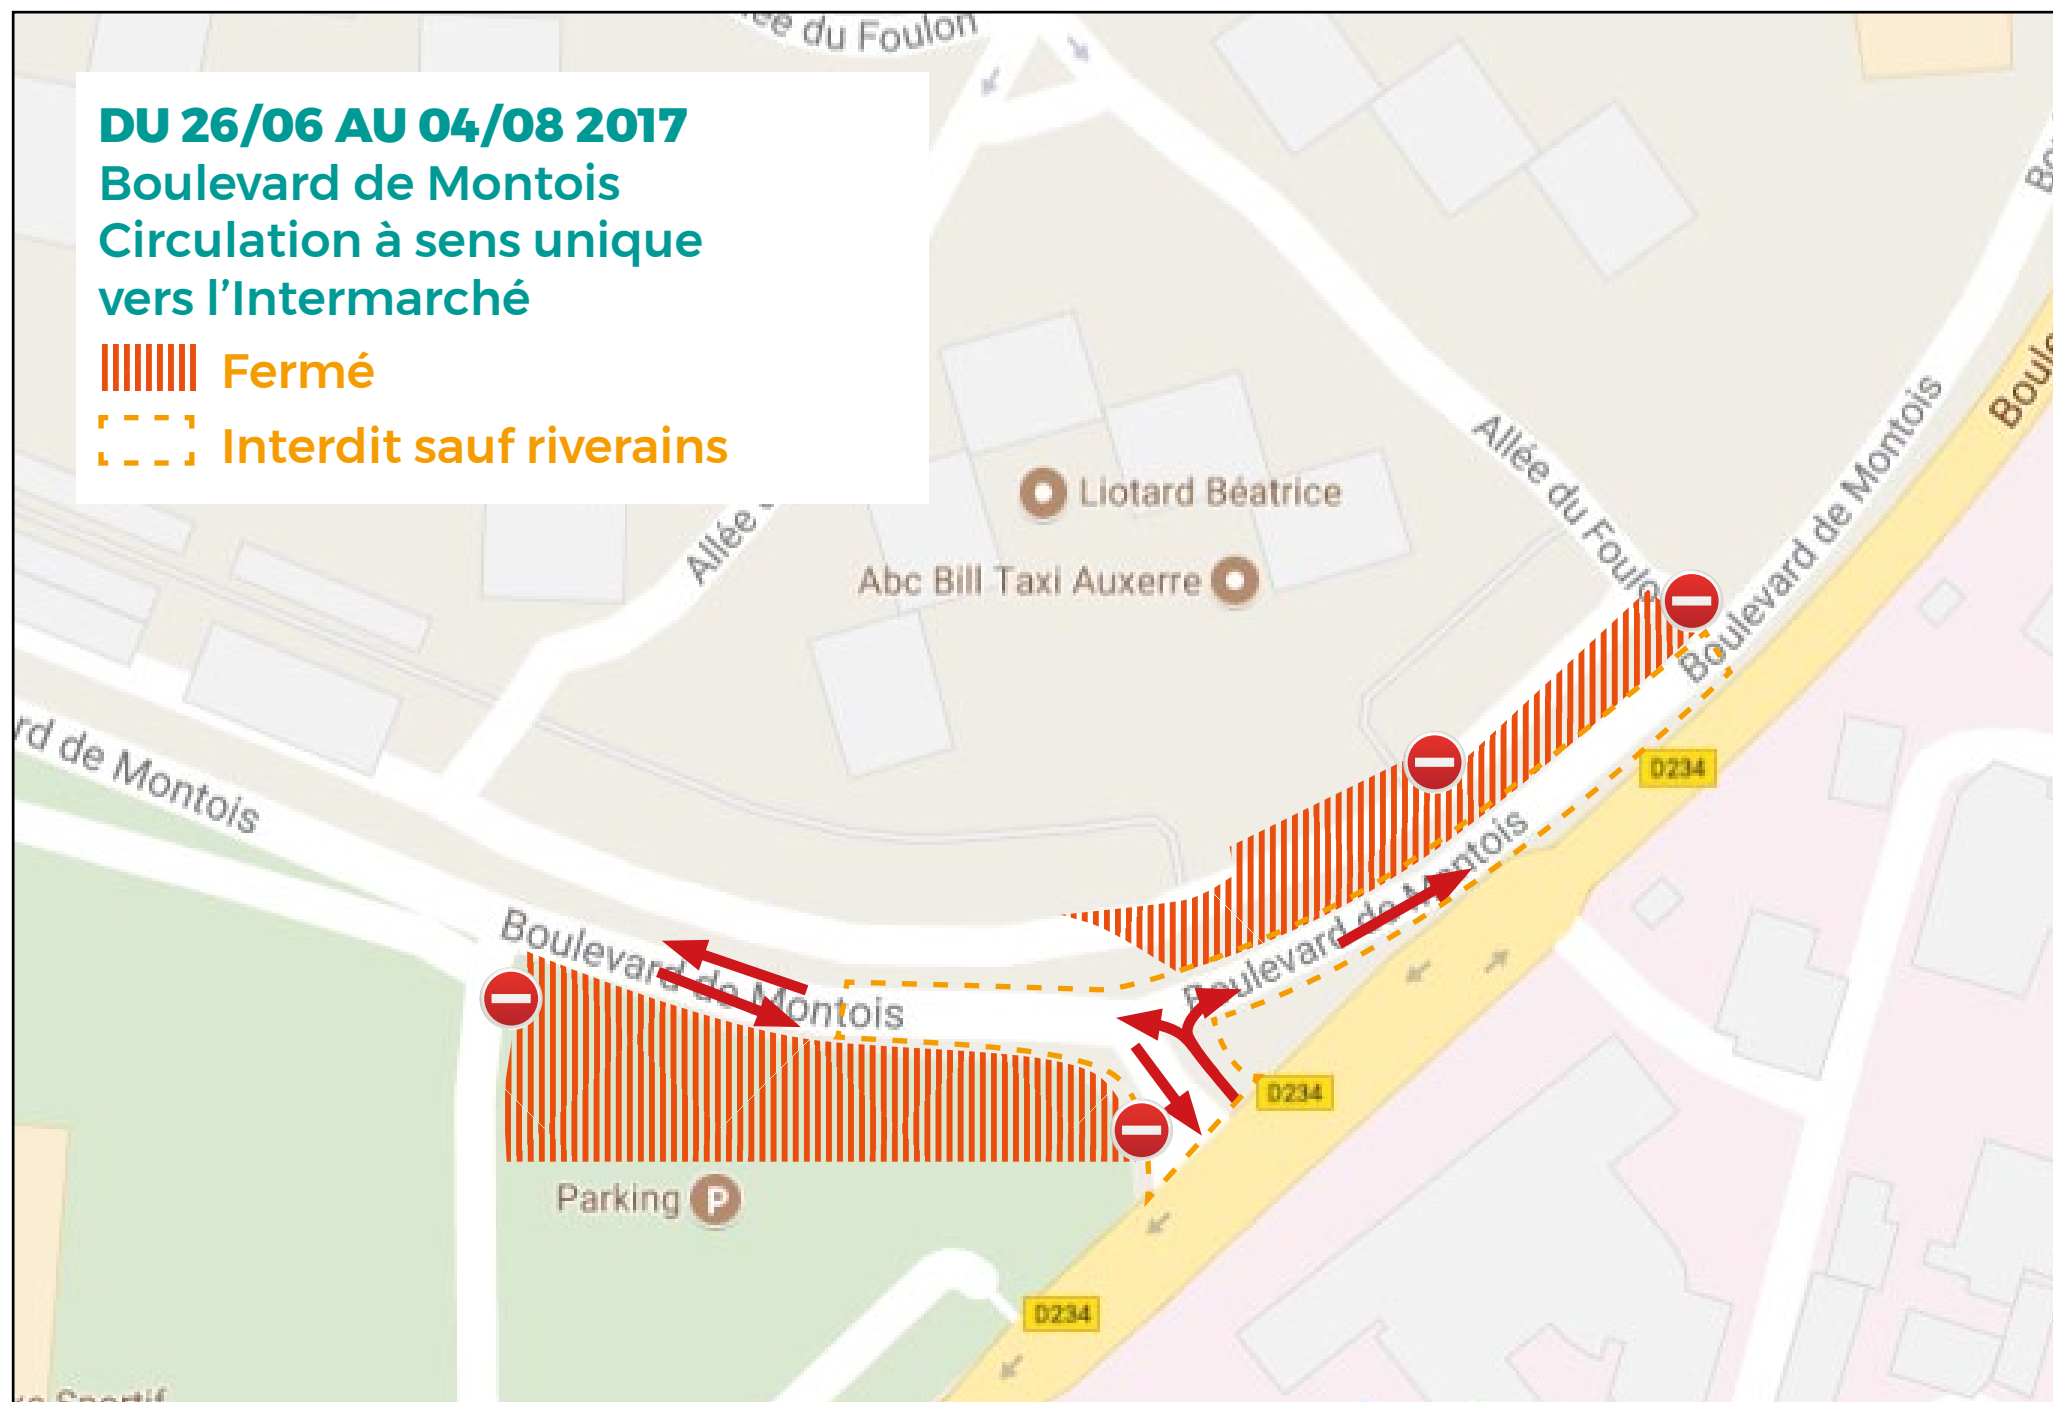 du Foulon
DU 26/06 AU 04/08 2017
Boulevard de Montois
Circulation à sens unique
vers l'Intermarché
Fermé
Interdit sauf riverains
Allée
Liotard Béatrice
Abc Bill Taxi Auxerre
Allée du Foulo
Boulevard de Montois
D234
rd de Montois
Boulevard de Montois
Boulevard de Montois
D234
Parking P
D234